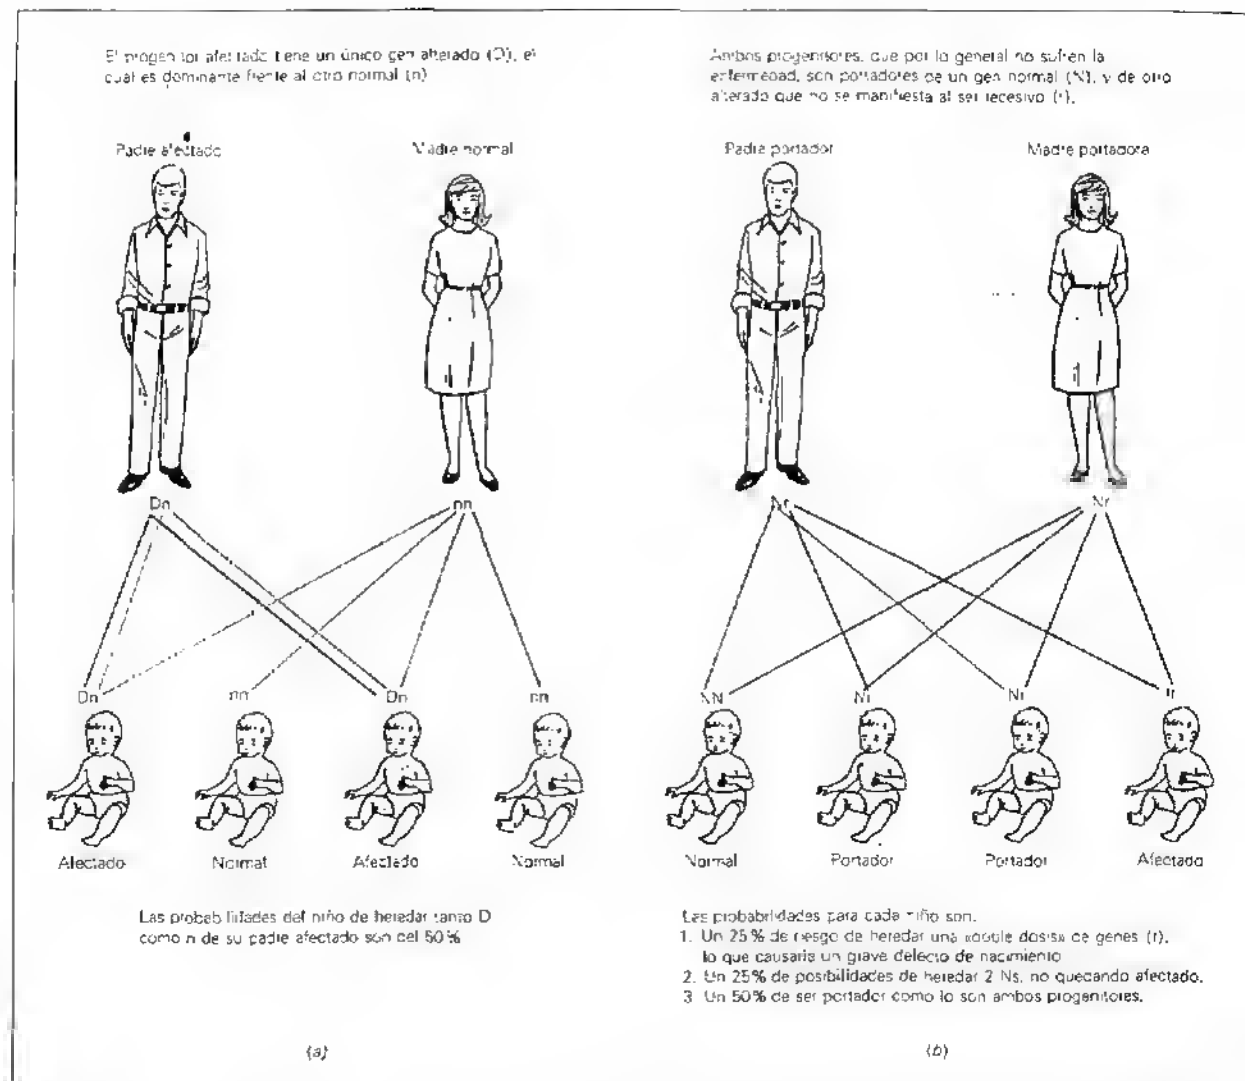 El progenitor afectado tiene un único gen alterado (D), el
cual es dominante frente al otro normal (n)
Padre afectado
Madre normal
Dn
nn
Dn
nn
Dn
nn
Afectado
Normal
Afectado
Normal
Las probabilidades del niño de heredar tanto D
como n de su padre afectado son del 50%
(a)
Ambos progenitores, que por lo general no sufren la
enfermedad, son portadores de un gen normal (N), y de otro
alterado que no se manifiesta al ser recesivo (r).
Padre portador
Madre portadora
Nr
Nr
NN
Nr
Nr
rr
Normal
Portador
Portador
Afectado
Las probabilidades para cada niño son.
1. Un 25% de riesgo de heredar una «doble dosis» de genes (r),
lo que causaría un grave defecto de nacimiento
2. Un 25% de posibilidades de heredar 2 Ns, no quedando afectado.
3 Un 50% de ser portador como lo son ambos progenitores.
(b)